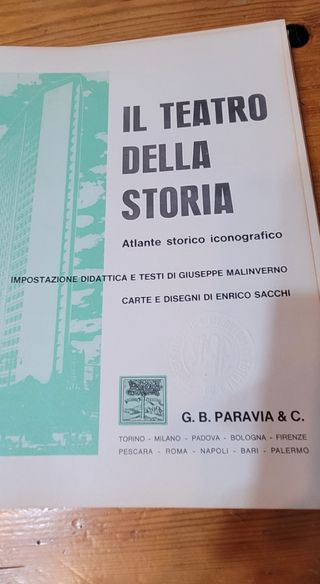 IL TEATRO
DELLA
STORIA
Atlante storico iconografico
IMPOSTAZIONE DIDATTICA E TESTI DI GIUSEPPE MALINVERNO
CARTE E DISEGNI DI ENRICO SACCHI
G. B. PARAVIA & C.
TORINO - MILANO - PADOVA - BOLOGNA - FIRENZE
PESCARA - ROMA - NAPOLI - BARI - PALERMO